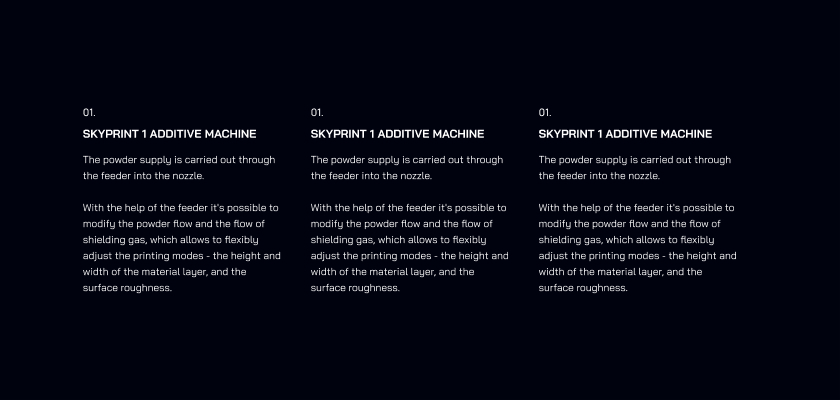 01.
SKYPRINT 1 ADDITIVE MACHINE
The powder supply is carried out through
the feeder into the nozzle.
With the help of the feeder it's possible to
modify the powder flow and the flow of
shielding gas, which allows to flexibly
adjust the printing modes - the height and
width of the material layer, and the
surface roughness.
01.
SKYPRINT 1 ADDITIVE MACHINE
The powder supply is carried out through
the feeder into the nozzle.
With the help of the feeder it's possible to
modify the powder flow and the flow of
shielding gas, which allows to flexibly
adjust the printing modes - the height and
width of the material layer, and the
surface roughness.
01.
SKYPRINT 1 ADDITIVE MACHINE
The powder supply is carried out through
the feeder into the nozzle.
With the help of the feeder it's possible to
modify the powder flow and the flow of
shielding gas, which allows to flexibly
adjust the printing modes - the height and
width of the material layer, and the
surface roughness.